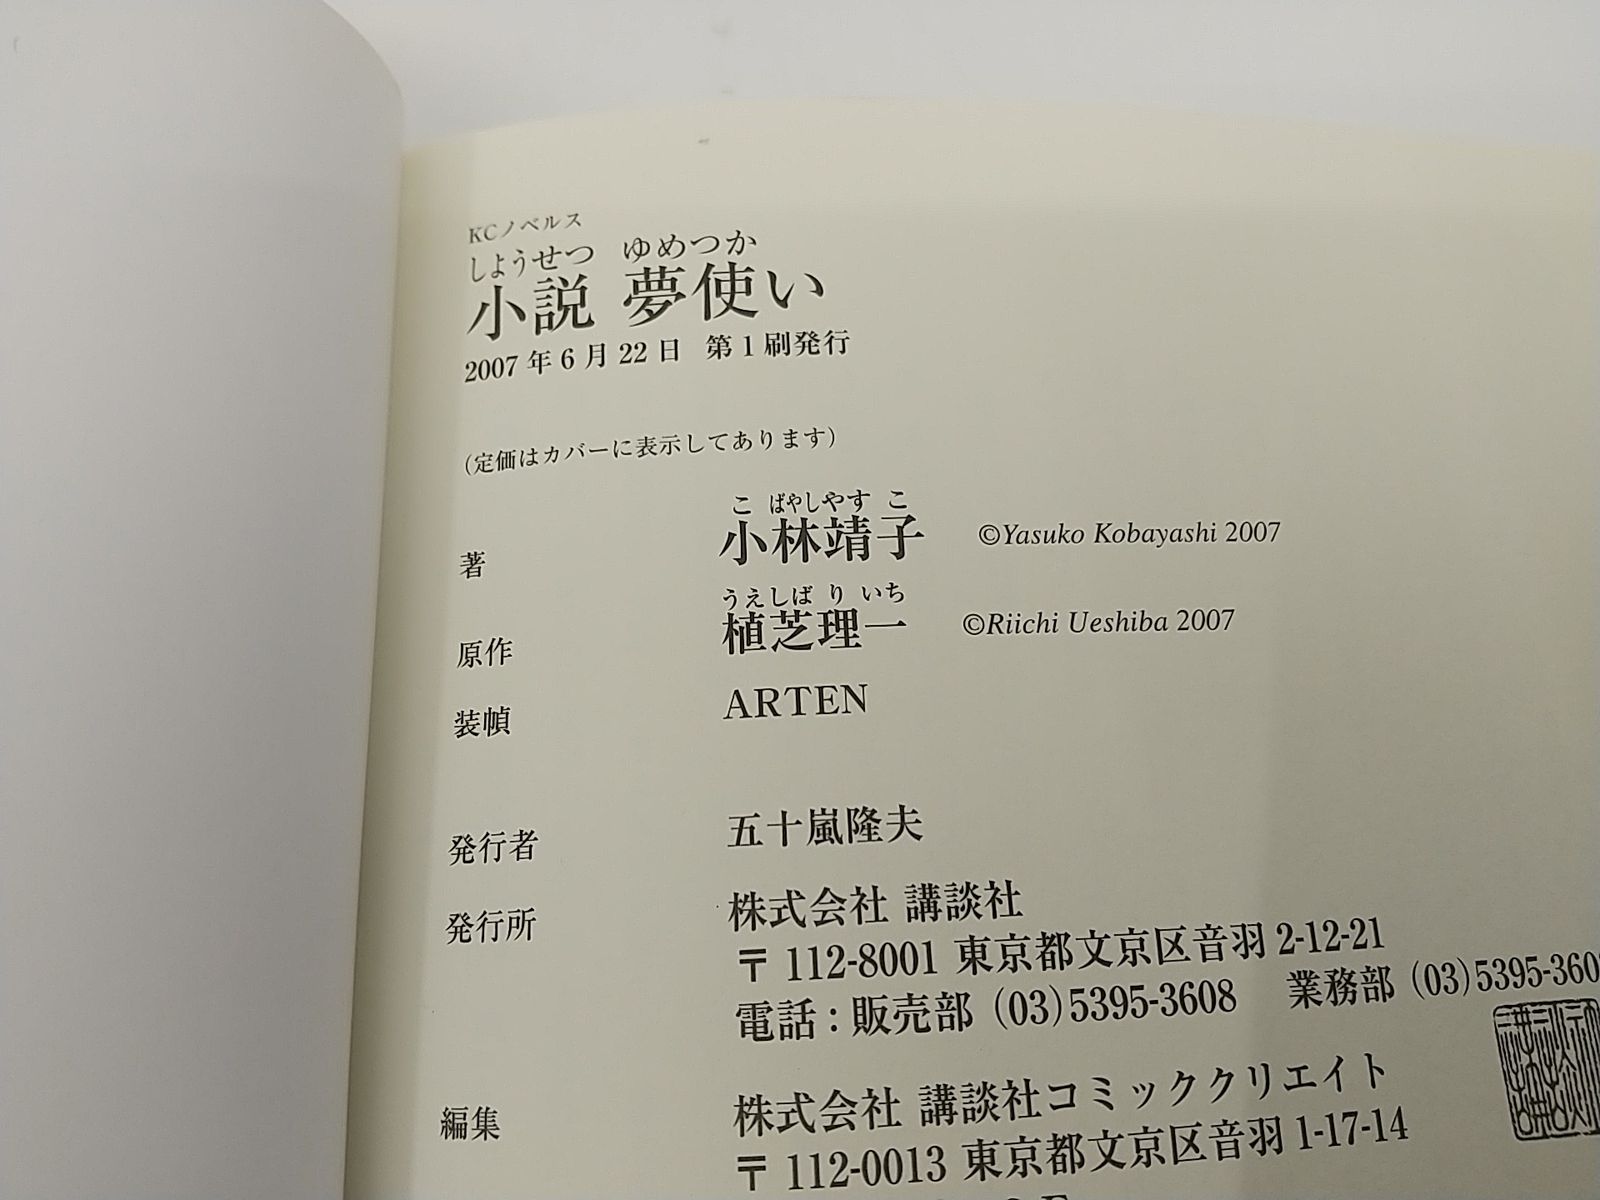 KCノベルス
しようせつ ゆめつか
小説 夢使い
2007年6月22日 第1刷発行
(定価はカバーに表示してあります)
こ ばやしやす こ
著 小林靖子 ©Yasuko Kobayashi 2007
うえしば り いち
原作 植芝理一 ©Riichi Ueshiba 2007
装幀 ARTEN
発行者 五十嵐隆夫
発行所 株式会社 講談社
〒112-8001 東京都文京区音羽2-12-21
電話:販売部 (03)5395-3608 業務部 (03)5395-360
編集 株式会社 講談社コミッククリエイト
〒112-0013 東京都文京区音羽1-17-14